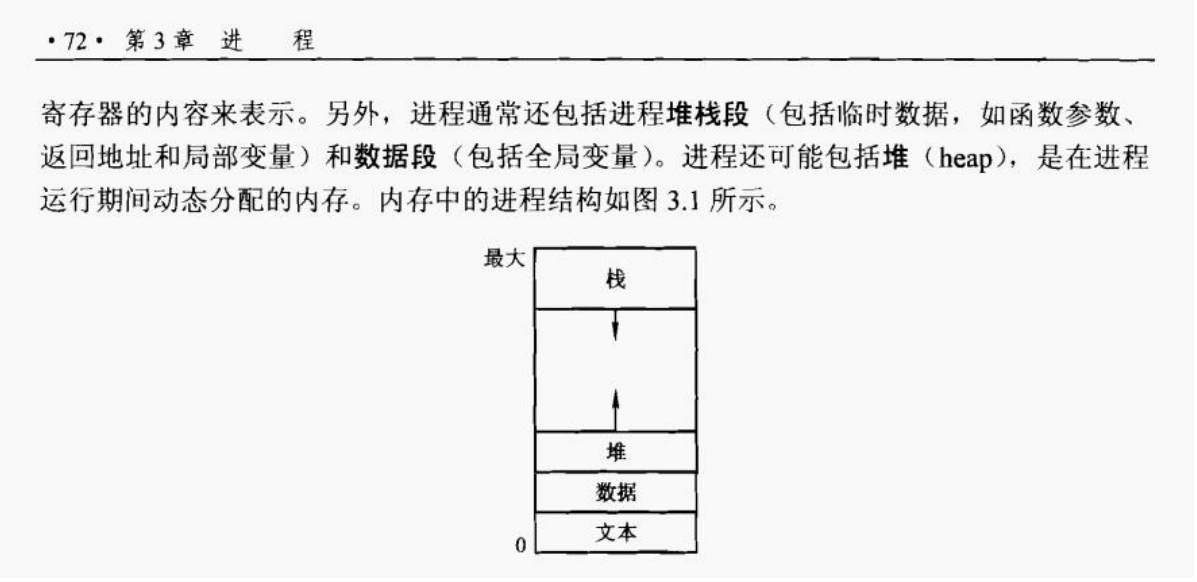 ·72· 第3章 进 程
寄存器的内容来表示。另外，进程通常还包括进程堆栈段（包括临时数据，如函数参数、
返回地址和局部变量）和数据段（包括全局变量）。进程还可能包括堆（heap），是在进程
运行期间动态分配的内存。内存中的进程结构如图 3.1 所示。
最大
栈
堆
数据
文本
0